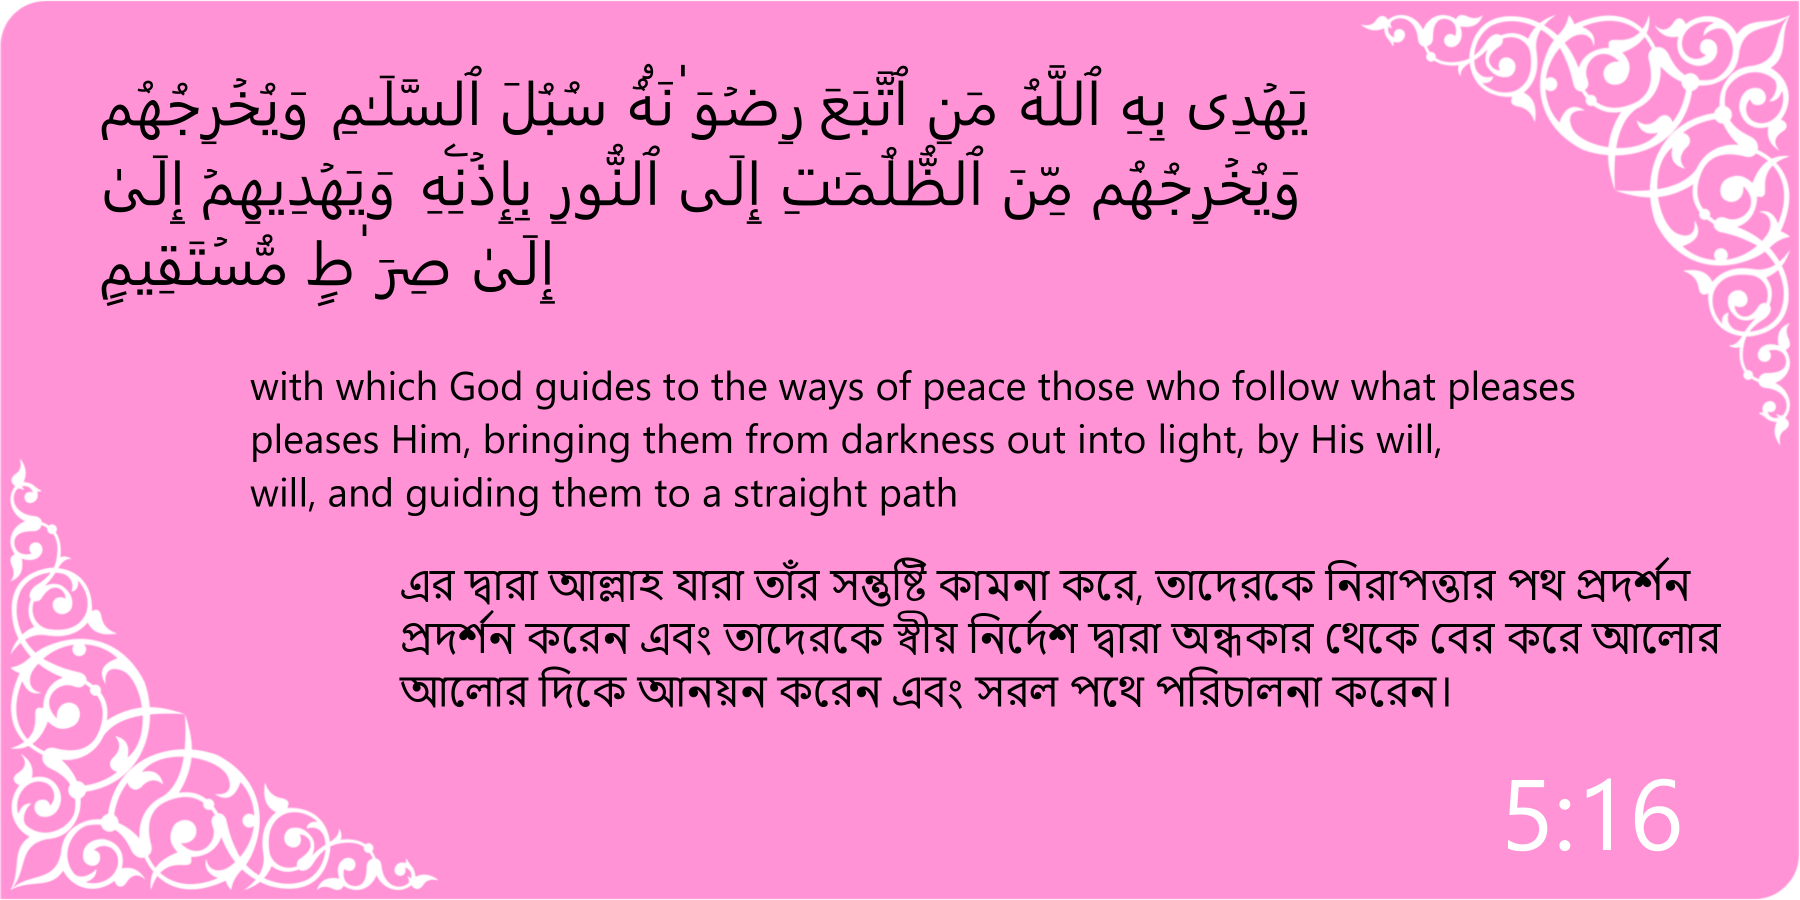 يَهۡدِى بِهِ ٱللَّهُ مَنِ ٱتَّبَعَ رِضۡوَٲنَهُۥ سُبُلَ ٱلسَّلَـٰمِ وَيُخۡرِجُهُم
وَيُخۡرِجُهُم مِّنَ ٱلظُّلُمَـٰتِ إِلَى ٱلنُّورِ بِإِذۡنِهِۦ وَيَهۡدِيهِمۡ إِلَىٰ
إِلَىٰ صِرَٲطٍ مُّسۡتَقِيمٍ
with which God guides to the ways of peace those who follow what pleases
pleases Him, bringing them from darkness out into light, by His will,
will, and guiding them to a straight path
এর দ্বারা আল্লাহ যারা তাঁর সন্তুষ্টি কামনা করে, তাদেরকে নিরাপত্তার পথ প্রদর্শন
প্রদর্শন করেন এবং তাদেরকে স্বীয় নির্দেশ দ্বারা অন্ধকার থেকে বের করে আলোর
আলোর দিকে আনয়ন করেন এবং সরল পথে পরিচালনা করেন।
5:16